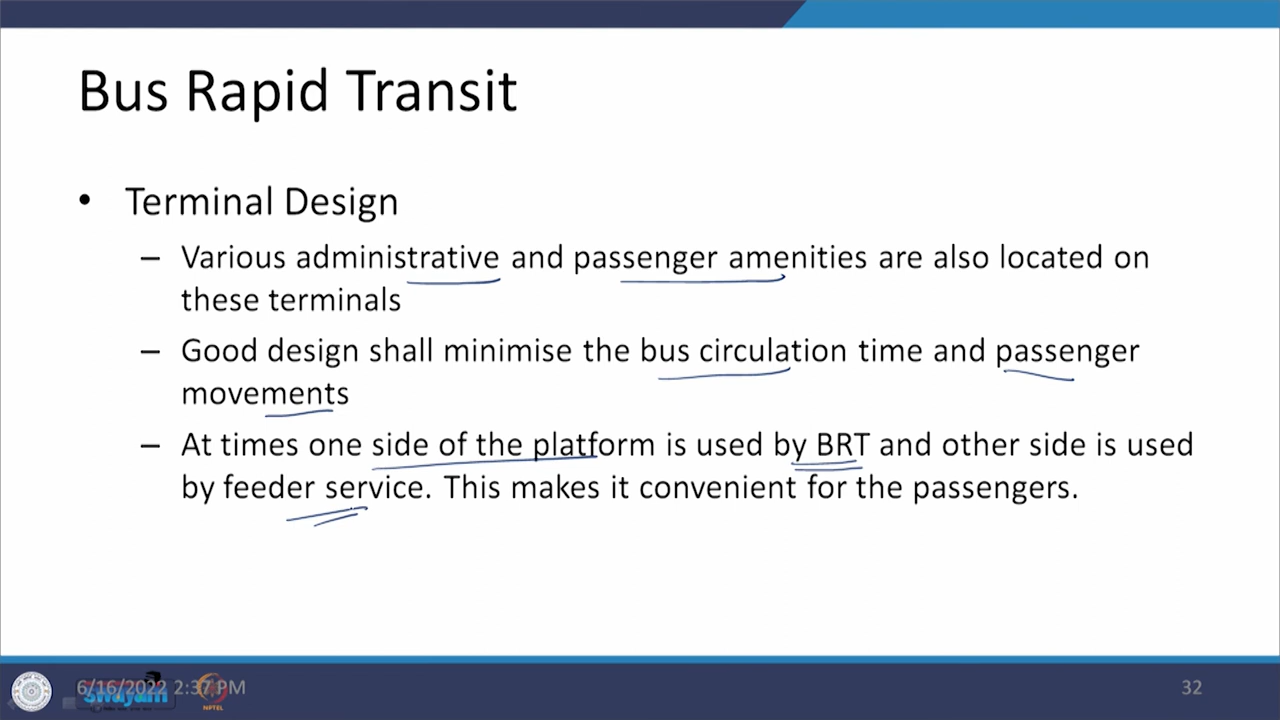 Bus Rapid Transit
• Terminal Design
– Various administrative and passenger amenities are also located on
these terminals
– Good design shall minimise the bus circulation time and passenger
movements
– At times one side of the platform is used by BRT and other side is used
by feeder service. This makes it convenient for the passengers.
6/16/2022 2:37 PM
swayam
NPTEL
32